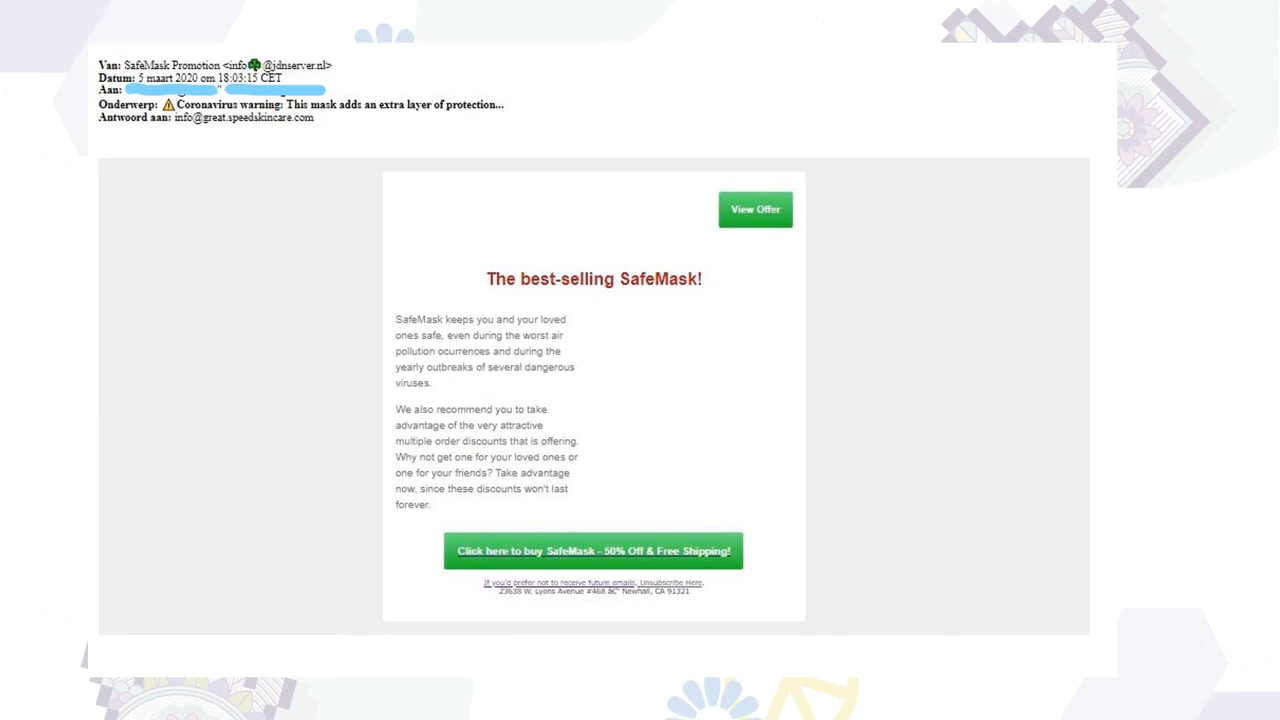 Van: SafeMask Promotion <info🍀@jdnserver.nl>
Datum: 5 maart 2020 om 18:03:15 CET
Aan: "
Onderwerp: ⚠Coronavirus warning: This mask adds an extra layer of protection...
Antwoord aan: info@great.speedskincare.com
View Offer
The best-selling SafeMask!
SafeMask keeps you and your loved
ones safe, even during the worst air
pollution ocurrences and during the
yearly outbreaks of several dangerous
viruses.
We also recommend you to take
advantage of the very attractive
multiple order discounts that is offering.
Why not get one for your loved ones or
one for your friends? Take advantage
now, since these discounts won't last
forever.
Click here to buy SafeMask - 50% Off & Free Shipping!
If you'd prefer not to receive future emails, Unsubscribe Here.
23638 W. Lyons Avenue #468 â€" Newhall, CA 91321